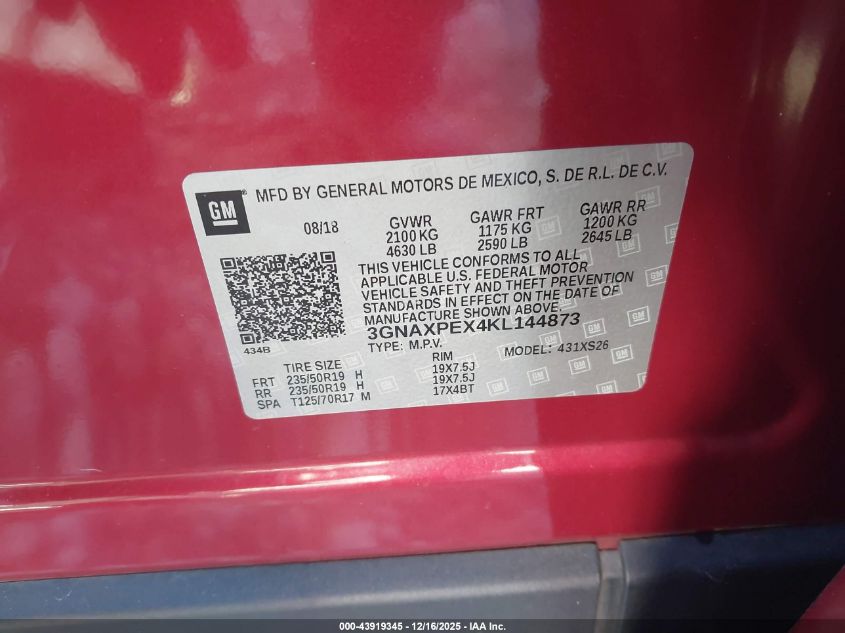 GM
MFD BY GENERAL MOTORS DE MEXICO, S. DE R.L. DE C.V.
08/18
GVWR
2100 KG
4630 LB
GAWR FRT
1175 KG
2590 LB
GAWR RR
1200 KG
2645 LB
THIS VEHICLE CONFORMS TO ALL
APPLICABLE U.S. FEDERAL MOTOR
VEHICLE SAFETY AND THEFT PREVENTION
STANDARDS IN EFFECT ON THE DATE OF
MANUFACTURE SHOWN ABOVE.
3GNAXPEX4KL144873
434B
TYPE: M.P.V. MODEL: 431XS26
TIRE SIZE RIM
FRT 235/50R19 H 19X7.5J
RR 235/50R19 H 19X7.5J
SPA T125/70R17 M 17X4BT
000-43919345 - 12/16/2025 - IAA Inc.